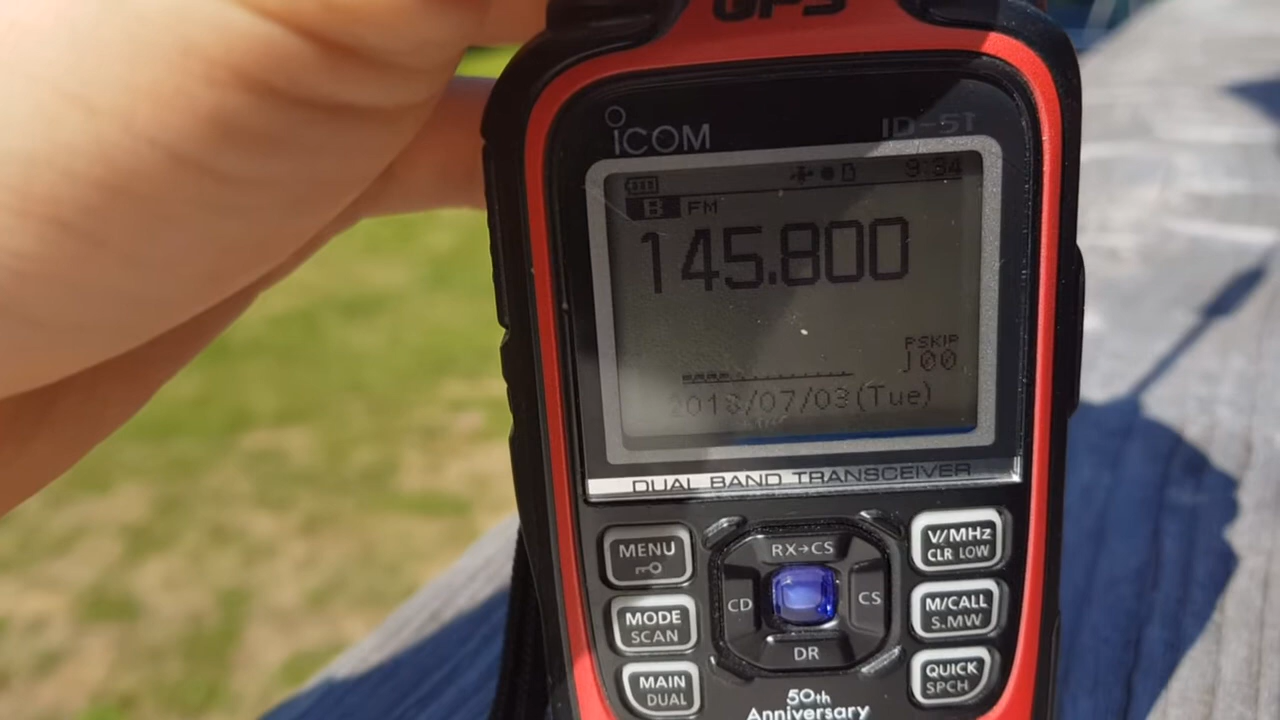 GPS
iCOM ID-51
9:34
B FM
145.800
PSKIP
J00
2018/07/03(Tue)
DUAL BAND TRANSCEIVER
MENU
RX→CS
V/MHz
CLR LOW
CD
CS
MODE
SCAN
M/CALL
S.MW
DR
MAIN
DUAL
QUICK
SPCH
50th
Anniversary